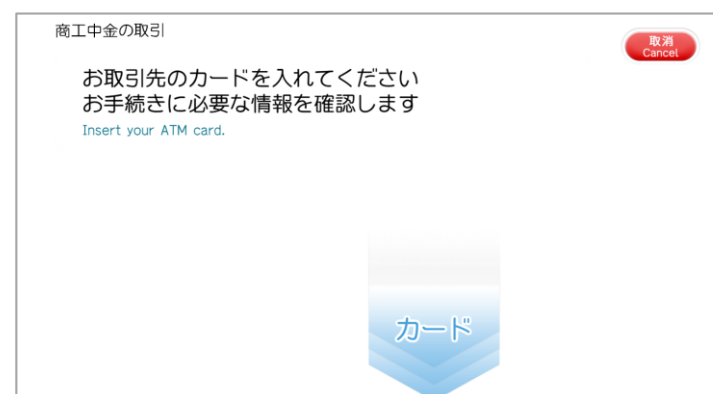 商工中金の取引
取消
Cancel
お取引先のカードを入れてください
お手続きに必要な情報を確認します
Insert your ATM card.
カード